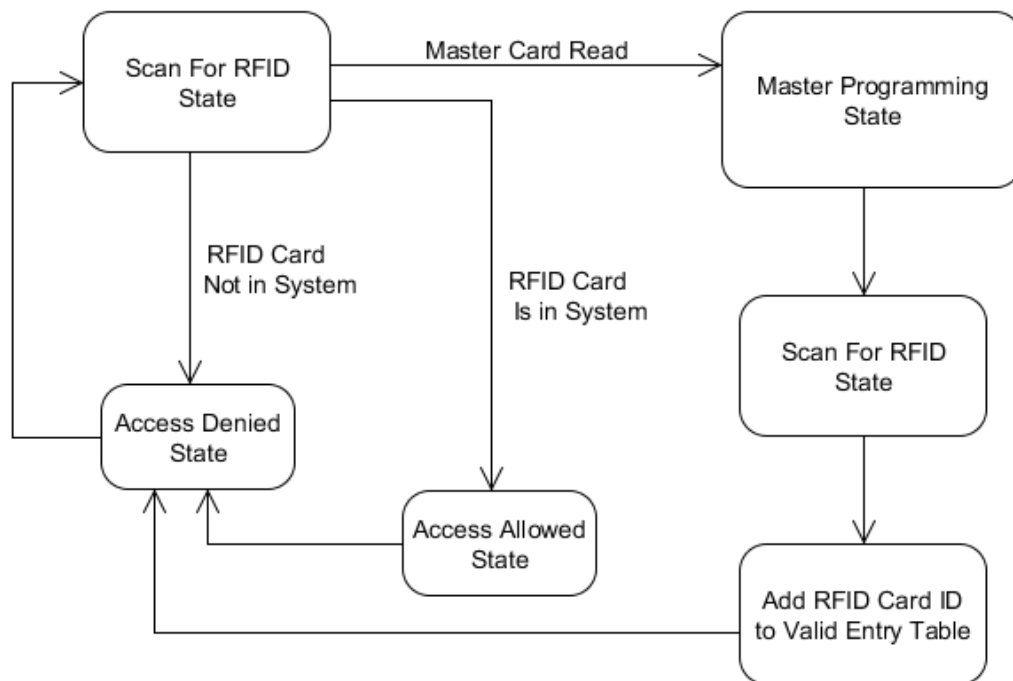 Scan For RFID
State
Master Card Read
Master Programming
State
RFID Card
Not in System
RFID Card
Is in System
Scan For RFID
State
Access Denied
State
Access Allowed
State
Add RFID Card ID
to Valid Entry Table